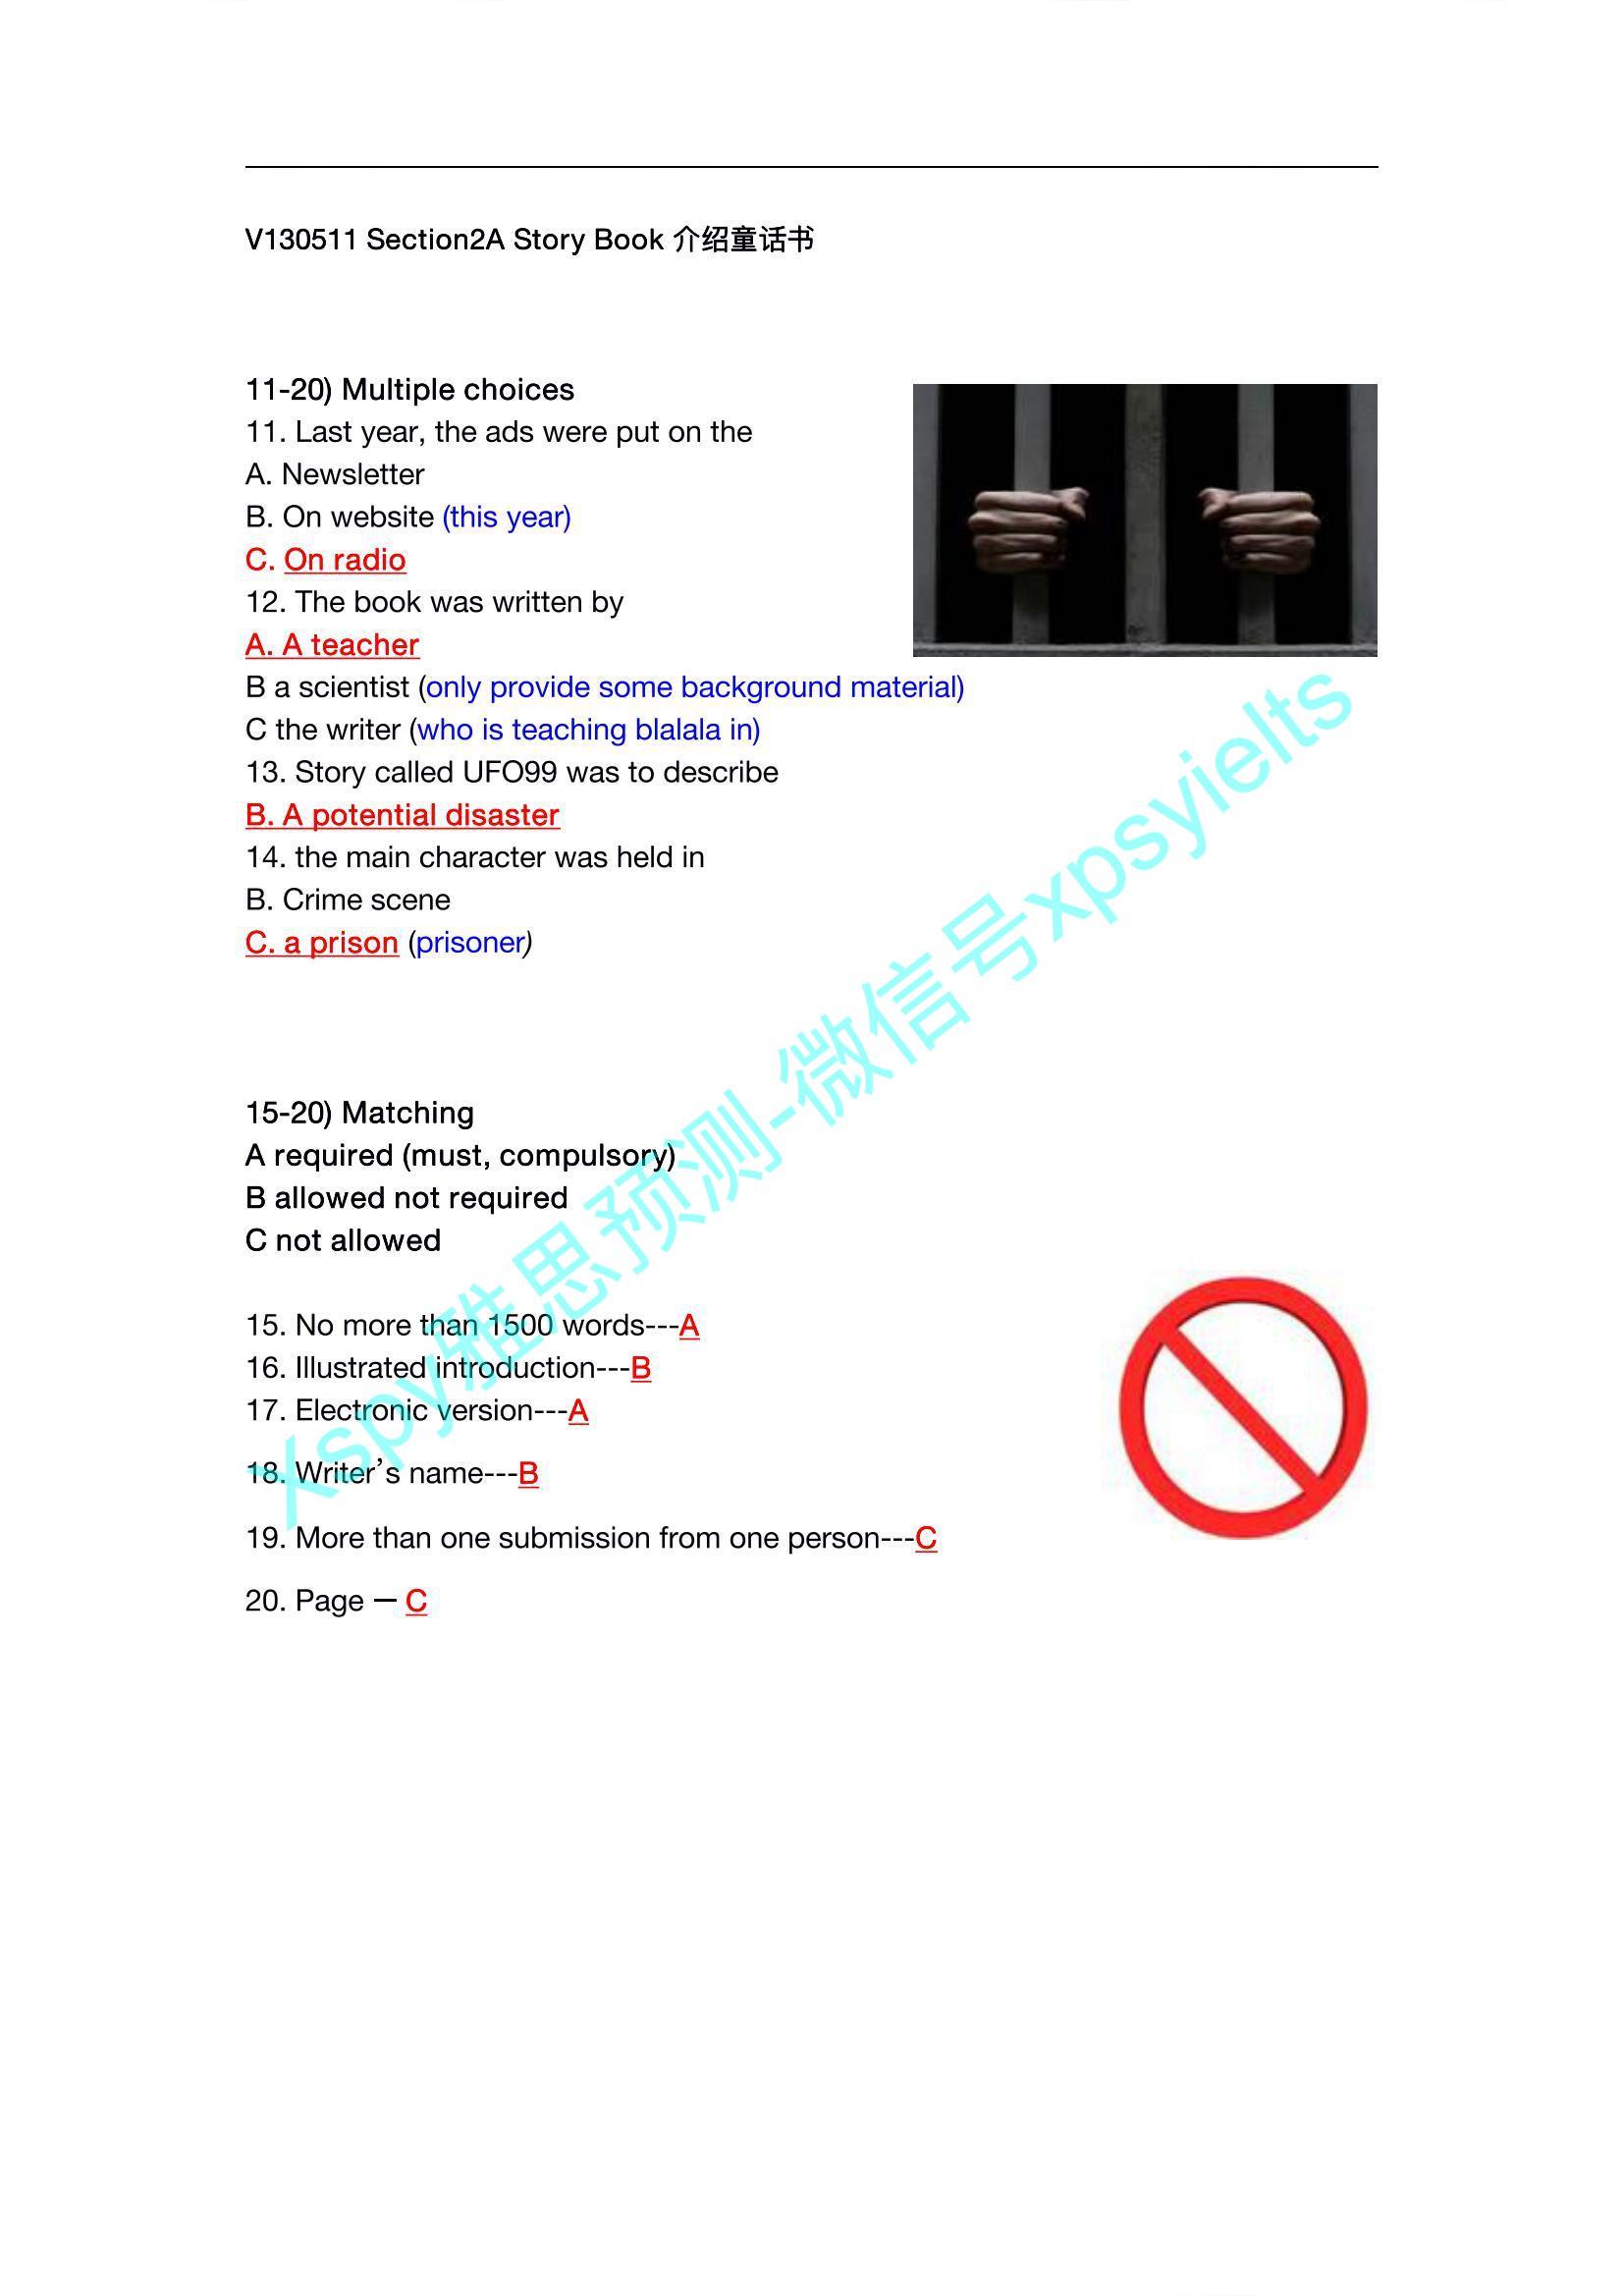 V130511 Section2A Story Book 介绍童话书
11-20) Multiple choices
11. Last year, the ads were put on the
A. Newsletter
B. On website (this year)
C. On radio
12. The book was written by
A. A teacher
B a scientist (only provide some background material)
C the writer (who is teaching blalala in)
13. Story called UFO99 was to describe
B. A potential disaster
14. the main character was held in
B. Crime scene
C. a prison (prisoner)
15-20) Matching
A required (must, compulsory)
B allowed not required
C not allowed
15. No more than 1500 words---A
16. Illustrated introduction---B
17. Electronic version---A
18. Writer’s name---B
19. More than one submission from one person---C
20. Page — C
Xspy雅思预测-微信号xpsyielts